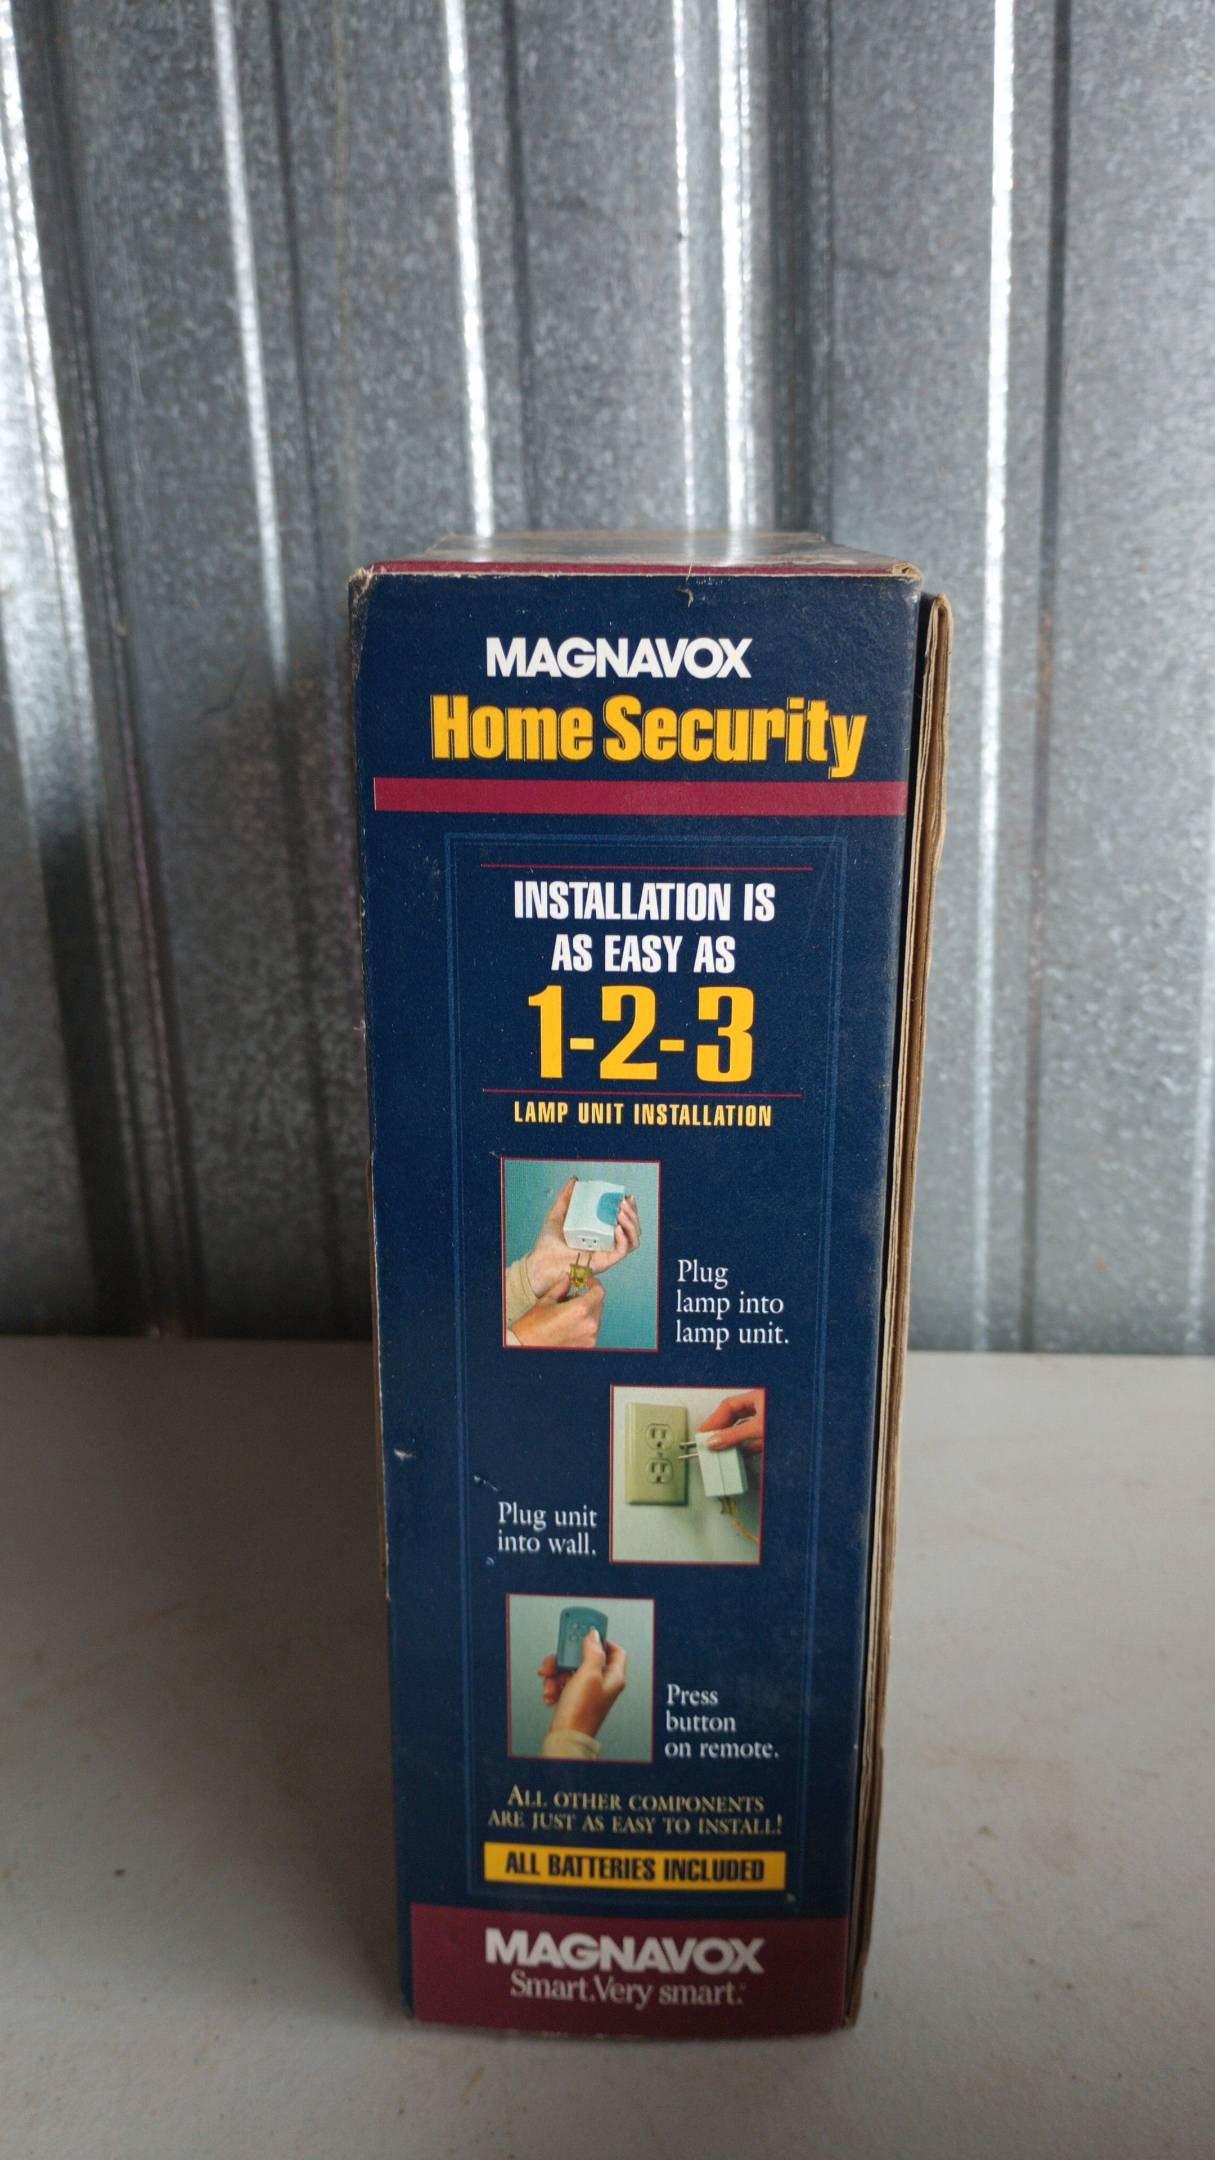 MAGNAVOX
Home Security
INSTALLATION IS
AS EASY AS
1-2-3
LAMP UNIT INSTALLATION
Plug
lamp into
lamp unit.
Plug unit
into wall.
Press
button
on remote.
ALL OTHER COMPONENTS
ARE JUST AS EASY TO INSTALL!
ALL BATTERIES INCLUDED
MAGNAVOX
Smart. Very smart.